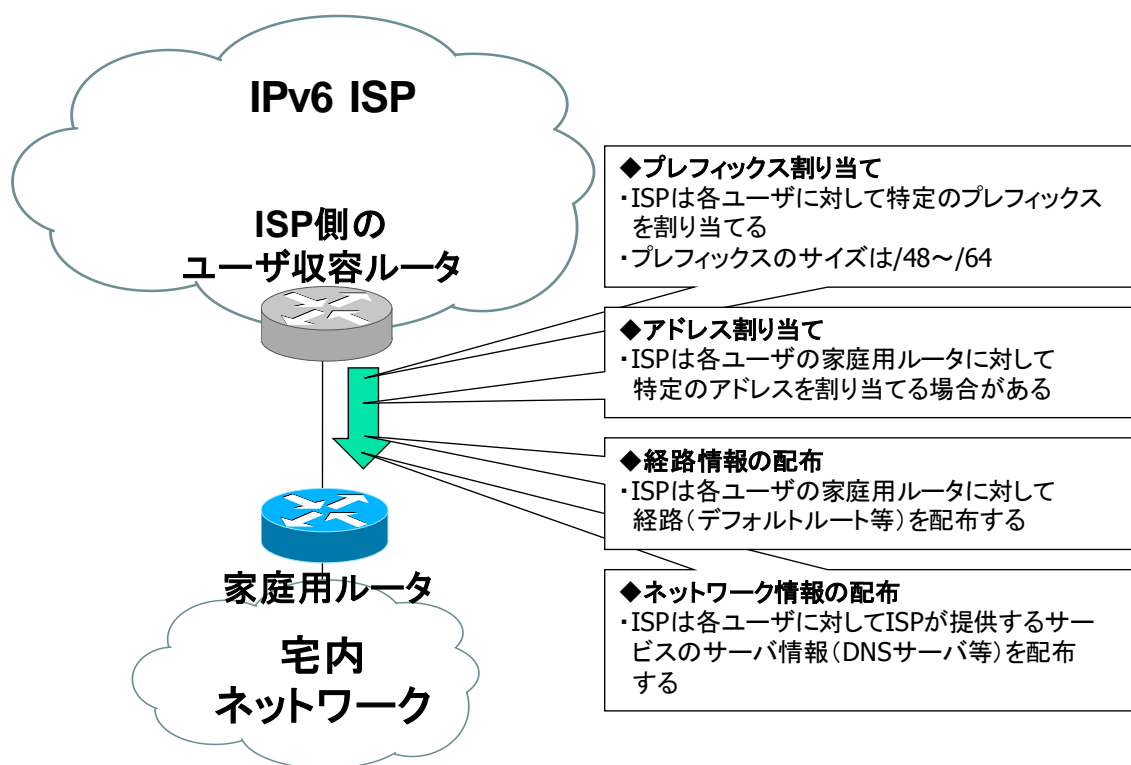 IPv6 ISP
ISP側の
ユーザ収容ルータ
家庭用ルータ
宅内
ネットワーク
◆プレフィックス割り当て
・ISPは各ユーザに対して特定のプレフィックス
を割り当てる
・プレフィックスのサイズは/48～/64
◆アドレス割り当て
・ISPは各ユーザの家庭用ルータに対して
特定のアドレスを割り当てる場合がある
◆経路情報の配布
・ISPは各ユーザの家庭用ルータに対して
経路（デフォルトルート等）を配布する
◆ネットワーク情報の配布
・ISPは各ユーザに対してISPが提供するサー
ビスのサーバ情報（DNSサーバ等）を配布
する